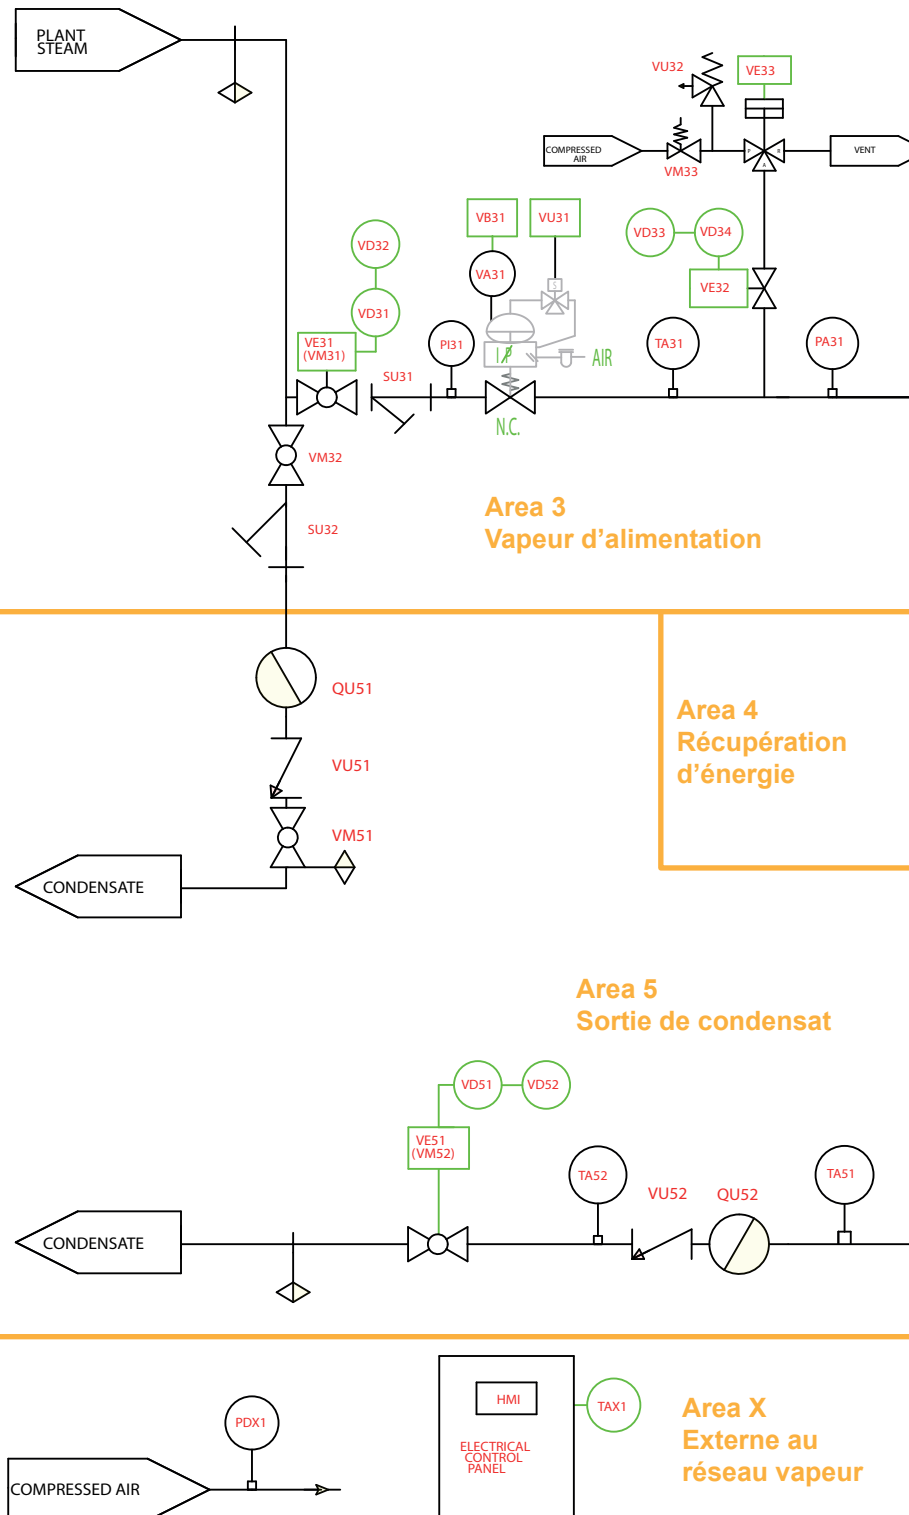 PLANT
STEAM
VU32
VE33
COMPRESSED
AIR
VM33
P
R
A
VENT
VB31
VU31
VD32
VD33
VD34
VA31
S
VE32
VD31
VE31
(VM31)
PI31
I P
AIR
TA31
PA31
SU31
N.C.
VM32
SU32
Area 3
Vapeur d'alimentation
QU51
VU51
VM51
CONDENSATE
Area 4
Récupération
d'énergie
Area 5
Sortie de condensat
VD51
VD52
VE51
(VM52)
TA52
VU52
QU52
TA51
CONDENSATE
PDX1
COMPRESSED AIR
HMI
ELECTRICAL
CONTROL
PANEL
TAX1
Area X
Externe au
réseau vapeur